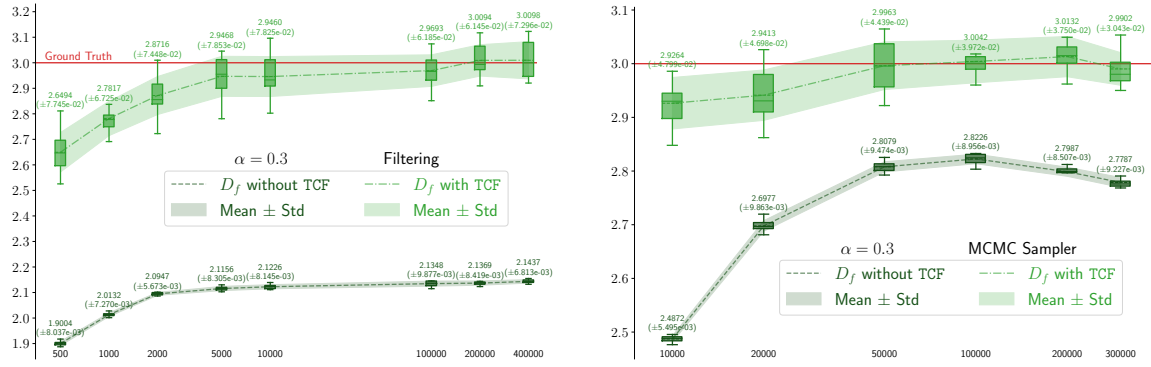 3.2
3.1
3.0
2.9
2.8
2.7
2.6
2.5
2.4
2.3
2.2
2.1
2.0
1.9
Ground Truth
2.6494
(±7.745e-02)
2.7817
(±6.725e-02)
2.8716
(±7.448e-02)
2.9468
(±7.853e-02)
2.9460
(±7.825e-02)
2.9693
(±6.185e-02)
3.0094
(±6.145e-02)
3.0098
(±7.296e-02)
α = 0.3 Filtering
D_f without TCF D_f with TCF
Mean ± Std Mean ± Std
1.9004
(±8.037e-03)
2.0132
(±7.270e-03)
2.0947
(±5.673e-03)
2.1156
(±8.305e-03)
2.1226
(±8.145e-03)
2.1348
(±9.877e-03)
2.1369
(±8.419e-03)
2.1437
(±6.813e-03)
500 1000 2000 5000 10000 100000 200000 400000
3.1
3.0
2.9
2.8
2.7
2.6
2.5
2.9264
(±4.799e-02)
2.9413
(±4.698e-02)
2.9963
(±4.439e-02)
3.0042
(±3.972e-02)
3.0132
(±3.750e-02)
2.9902
(±3.043e-02)
2.4872
(±5.495e-03)
2.6977
(±9.863e-03)
2.8079
(±9.474e-03)
2.8226
(±8.956e-03)
2.7987
(±8.507e-03)
2.7787
(±9.227e-03)
α = 0.3 MCMC Sampler
D_f without TCF D_f with TCF
Mean ± Std Mean ± Std
10000 20000 50000 100000 200000 300000